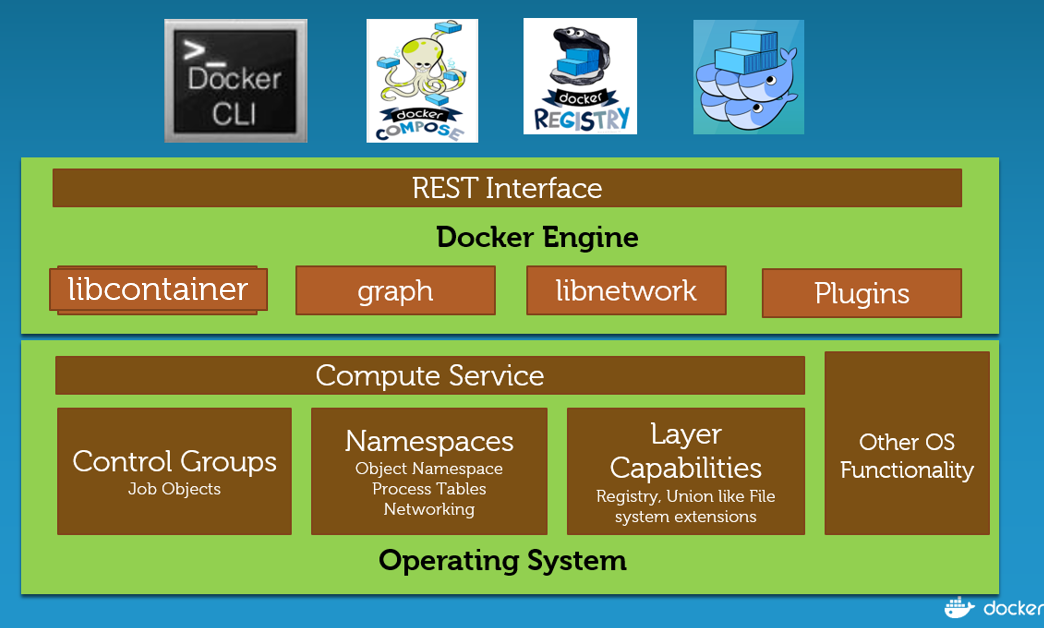 >_
Docker
CLI
docker
COMPOSE
docker
REGISTRY
REST Interface
Docker Engine
libcontainer
graph
libnetwork
Plugins
Compute Service
Control Groups
Job Objects
Namespaces
Object Namespace
Process Tables
Networking
Layer
Capabilities
Registry, Union like File
system extensions
Other OS
Functionality
Operating System
docker